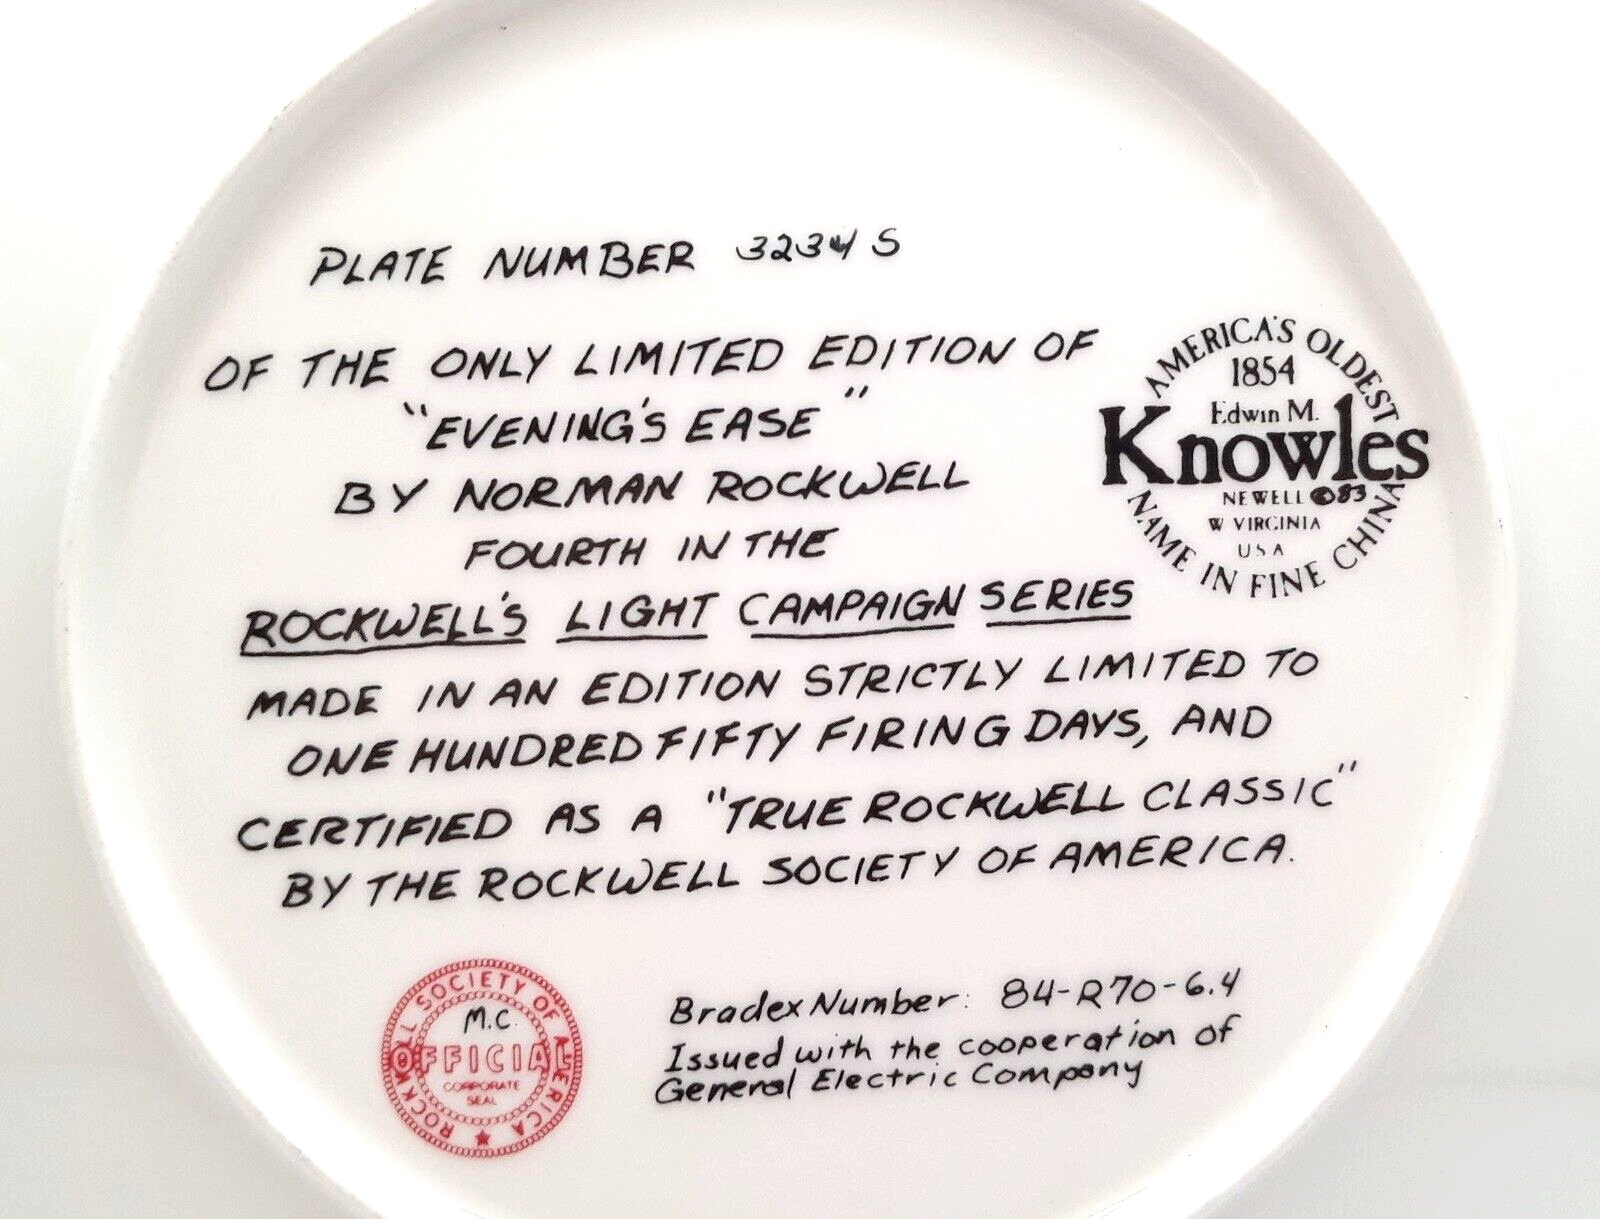 PLATE NUMBER 3234 S
OF THE ONLY LIMITED EDITION OF
"EVENING'S EASE"
BY NORMAN ROCKWELL
FOURTH IN THE
ROCKWELL'S LIGHT CAMPAIGN SERIES
MADE IN AN EDITION STRICTLY LIMITED TO
ONE HUNDRED FIFTY FIRING DAYS, AND
CERTIFIED AS A "TRUE ROCKWELL CLASSIC"
BY THE ROCKWELL SOCIETY OF AMERICA.
AMERICA'S OLDEST
1854
Edwin M.
Knowles
NEWELL ©83
W VIRGINIA
USA
NAME IN FINE CHINA
ROCKWELL SOCIETY OF AMERICA
M.C.
OFFICIAL
CORPORATE
SEAL
Bradex Number: 84-R70-6.4
Issued with the cooperation of
General Electric Company